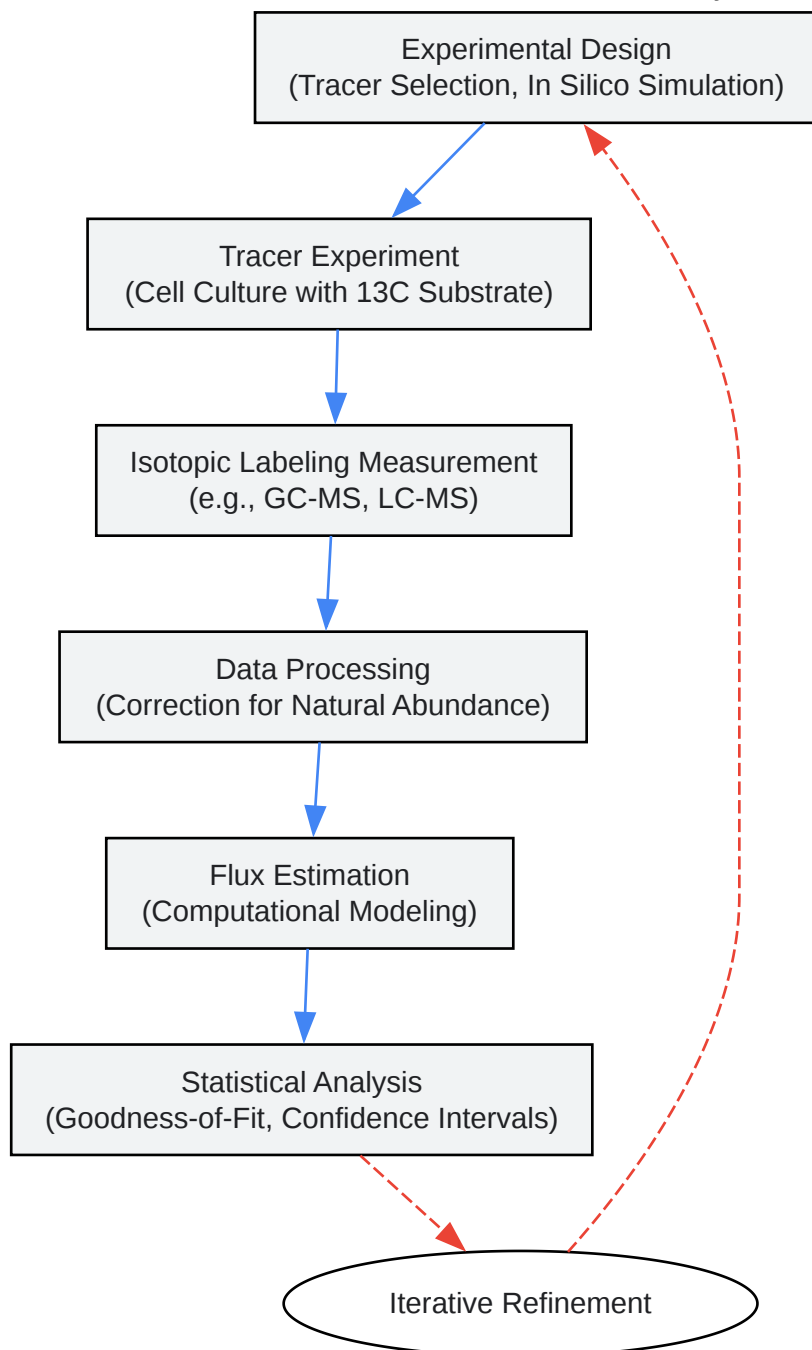 Experimental Design
(Tracer Selection, In Silico Simulation)
Tracer Experiment
(Cell Culture with 13C Substrate)
Isotopic Labeling Measurement
(e.g., GC-MS, LC-MS)
Data Processing
(Correction for Natural Abundance)
Flux Estimation
(Computational Modeling)
Statistical Analysis
(Goodness-of-Fit, Confidence Intervals)
Iterative Refinement